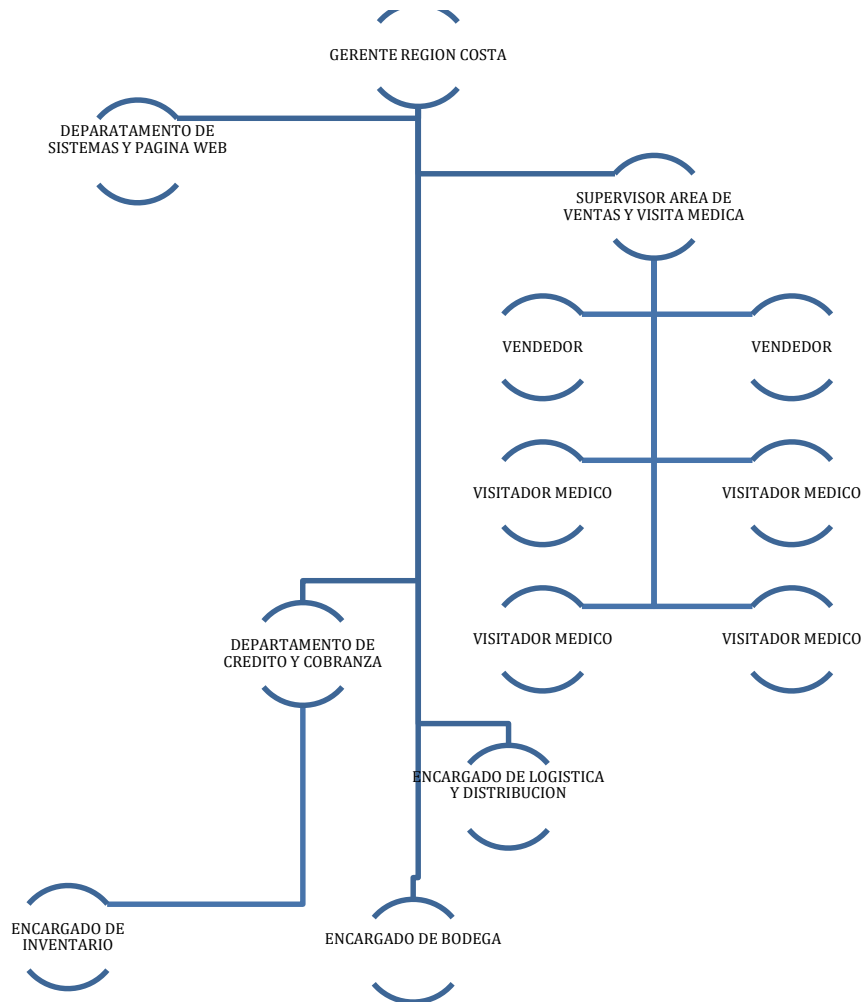 GERENTE REGION COSTA
DEPARATAMENTO DE
SISTEMAS Y PAGINA WEB
SUPERVISOR AREA DE
VENTAS Y VISITA MEDICA
VENDEDOR
VENDEDOR
VISITADOR MEDICO
VISITADOR MEDICO
VISITADOR MEDICO
VISITADOR MEDICO
DEPARTAMENTO DE
CREDITO Y COBRANZA
ENCARGADO DE LOGISTICA
Y DISTRIBUCION
ENCARGADO DE
INVENTARIO
ENCARGADO DE BODEGA